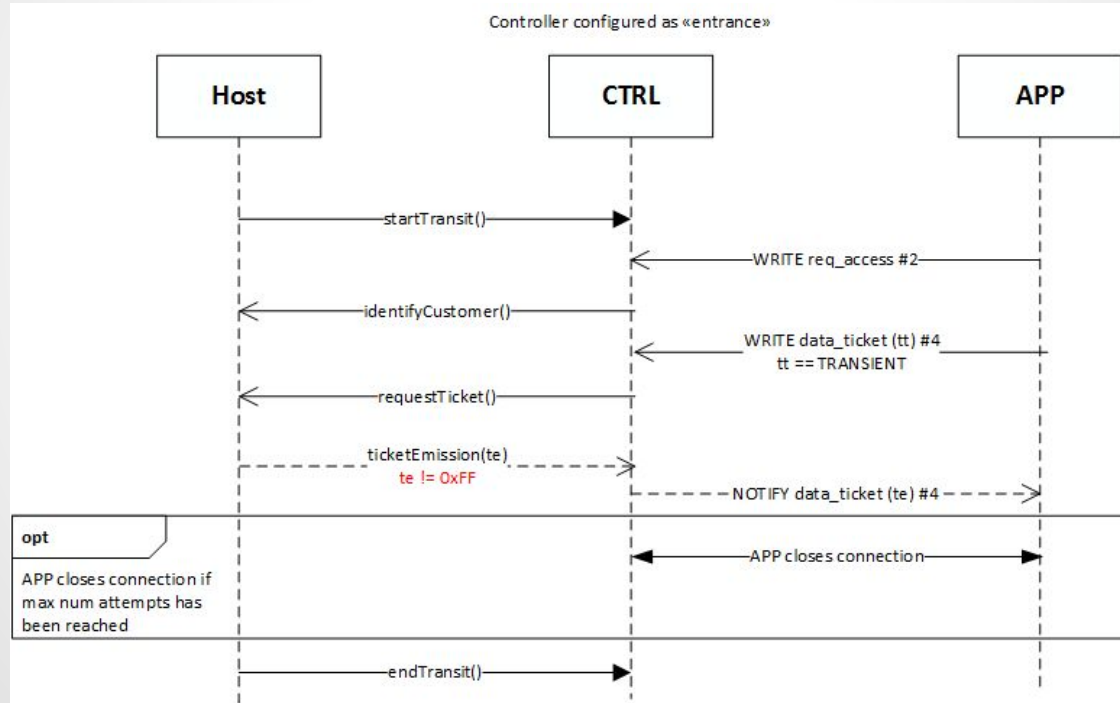 Controller configured as «entrance»
Host
CTRL
APP
startTransit()
WRITE req_access #2
identifyCustomer()
WRITE data_ticket (tt) #4
tt == TRANSIENT
requestTicket()
ticketEmission(te)
te != 0xFF
NOTIFY data_ticket (te) #4
opt
APP closes connection
APP closes connection if
max num attempts has
been reached
endTransit()